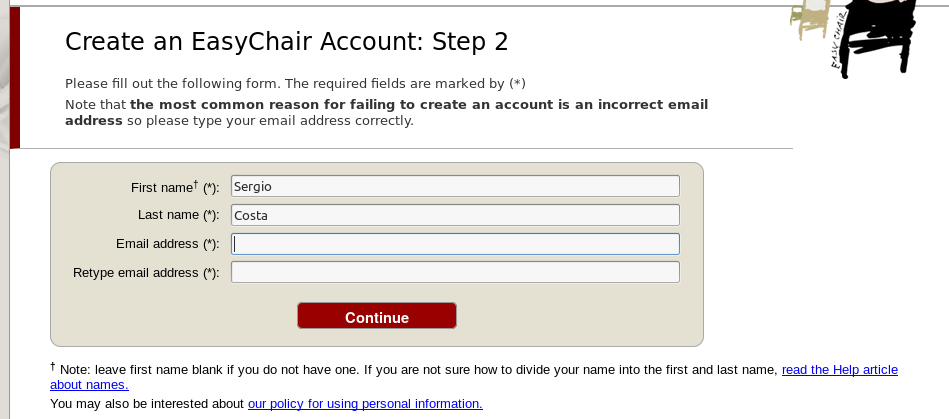 EASY CHAIR
Create an EasyChair Account: Step 2
Please fill out the following form. The required fields are marked by (*)
Note that the most common reason for failing to create an account is an incorrect email
address so please type your email address correctly.
First name† (*): Sergio
Last name (*): Costa
Email address (*):
Retype email address (*):
Continue
† Note: leave first name blank if you do not have one. If you are not sure how to divide your name into the first and last name, read the Help article
about names.
You may also be interested about our policy for using personal information.